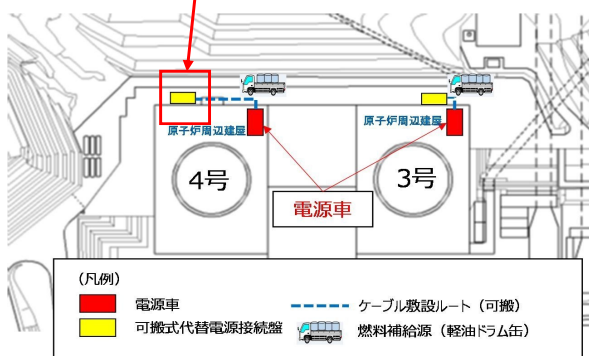 原子炉周辺建屋
原子炉周辺建屋
4号
3号
電源車
(凡例)
電源車
ケーブル敷設ルート（可搬）
可搬式代替電源接続盤
燃料補給源（軽油ドラム缶）